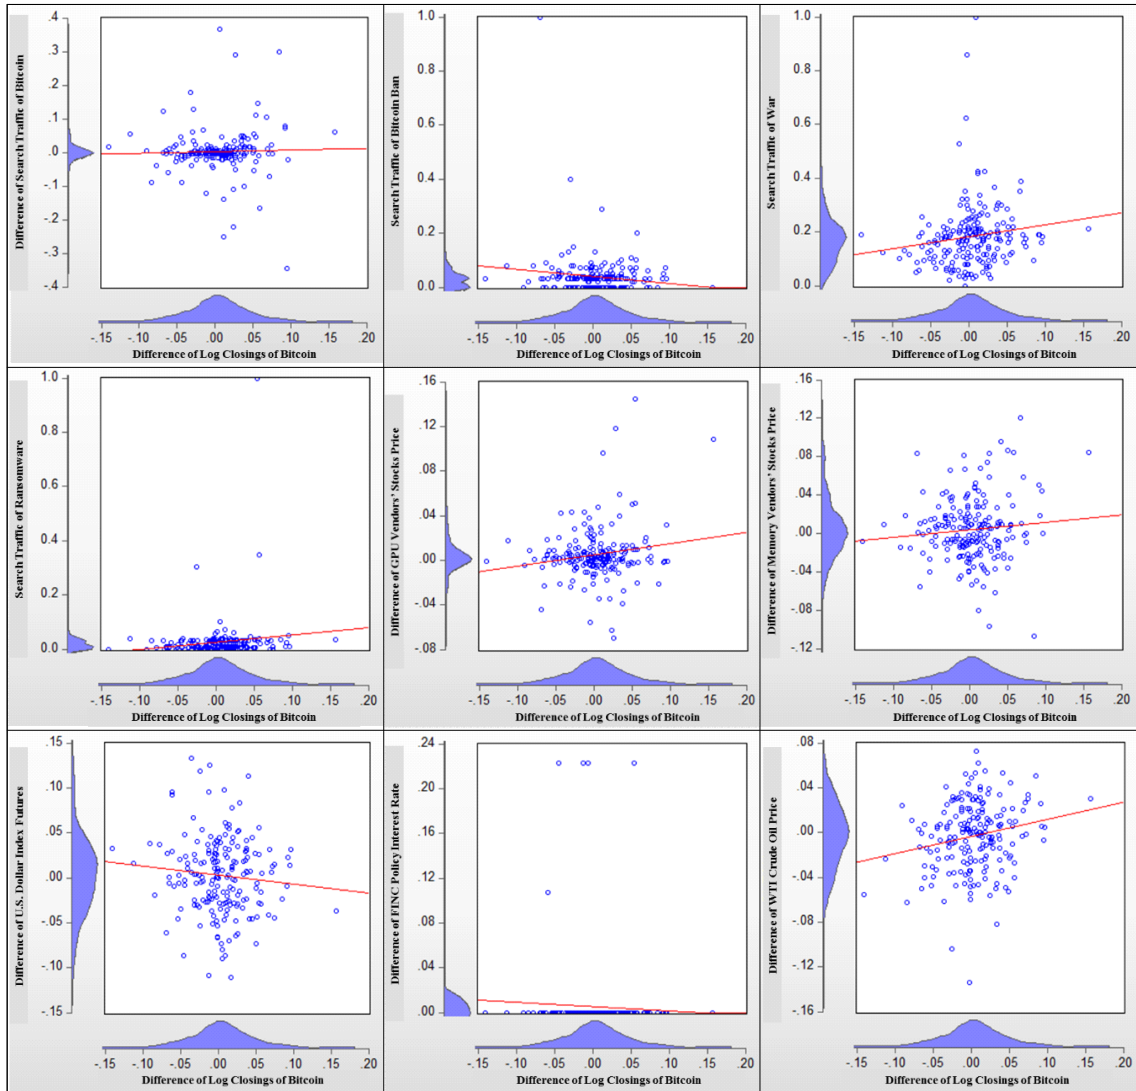 Difference of Search Traffic of Bitcoin
.4
.3
.2
.1
.0
-.1
-.2
-.3
-.4
-.15 -.10 -.05 .00 .05 .10 .15 .20
Difference of Log Closings of Bitcoin
Search Traffic of Bitcoin Ban
1.0
0.8
0.6
0.4
0.2
0.0
-.15 -.10 -.05 .00 .05 .10 .15 .20
Difference of Log Closings of Bitcoin
Search Traffic of War
1.0
0.8
0.6
0.4
0.2
0.0
-.15 -.10 -.05 .00 .05 .10 .15 .20
Difference of Log Closings of Bitcoin
Search Traffic of Ransomware
1.0
0.8
0.6
0.4
0.2
0.0
-.15 -.10 -.05 .00 .05 .10 .15 .20
Difference of Log Closings of Bitcoin
Difference of GPU Vendors' Stocks Price
.16
.12
.08
.04
.00
-.04
-.08
-.15 -.10 -.05 .00 .05 .10 .15 .20
Difference of Log Closings of Bitcoin
Difference of Memory Vendors' Stocks Price
.16
.12
.08
.04
.00
-.04
-.08
-.12
-.15 -.10 -.05 .00 .05 .10 .15 .20
Difference of Log Closings of Bitcoin
Difference of U.S. Dollar Index Futures
.15
.10
.05
.00
-.05
-.10
-.15
-.15 -.10 -.05 .00 .05 .10 .15 .20
Difference of Log Closings of Bitcoin
Difference of FINC Policy Interest Rate
.24
.20
.16
.12
.08
.04
.00
-.15 -.10 -.05 .00 .05 .10 .15 .20
Difference of Log Closings of Bitcoin
Difference of WTI Crude Oil Price
.08
.04
.00
-.04
-.08
-.12
-.16
-.15 -.10 -.05 .00 .05 .10 .15 .20
Difference of Log Closings of Bitcoin